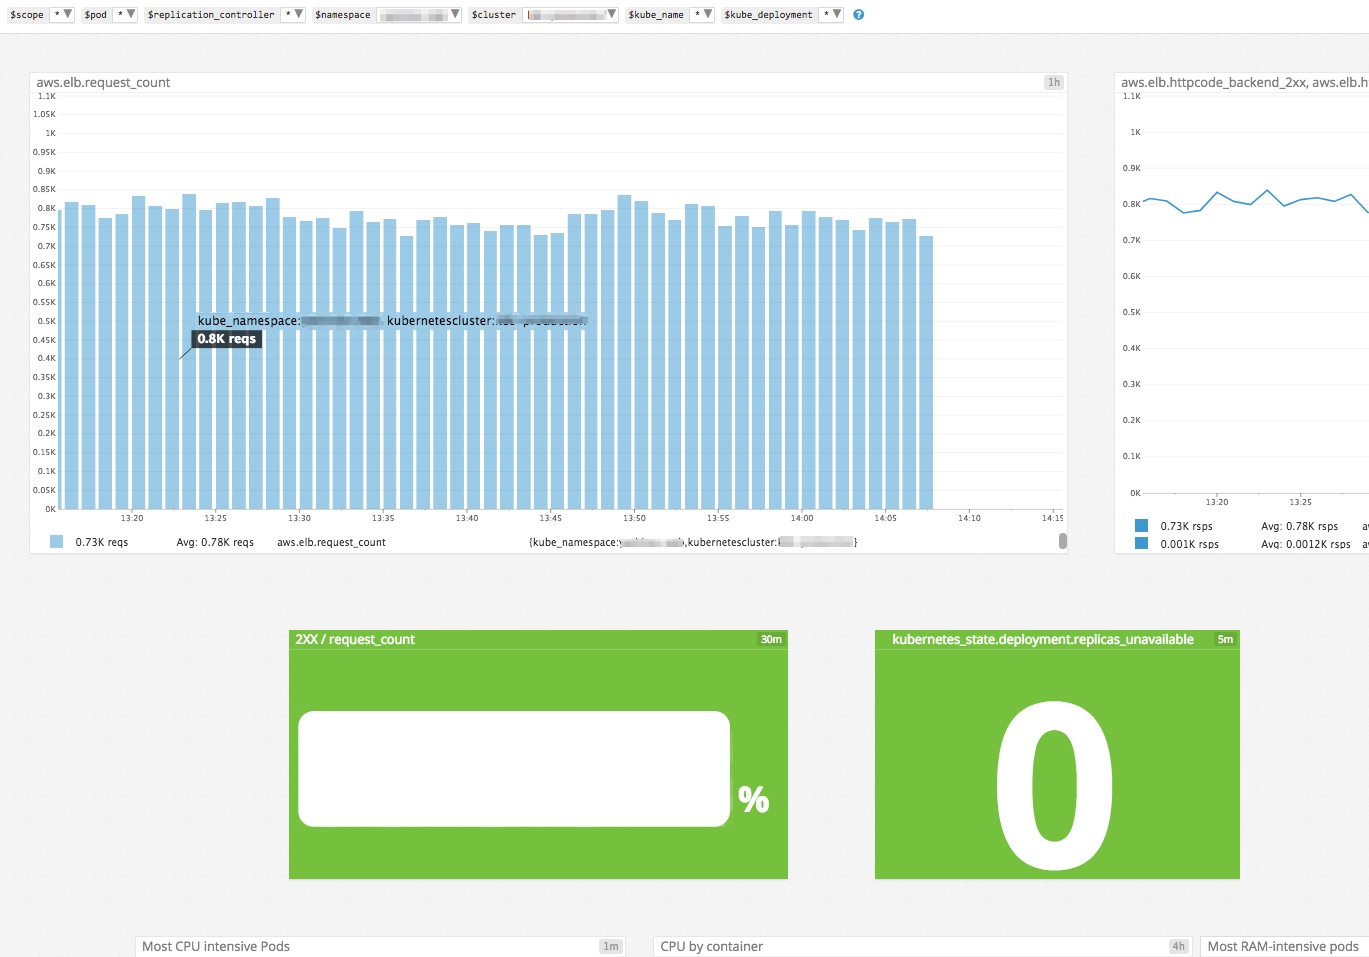 $scope * $pod * $replication_controller * $namespace $cluster $kube_name * $kube_deployment * ?
aws.elb.request_count 1h
1.1K
1.05K
1K
0.95K
0.9K
0.85K
0.8K
0.75K
0.7K
0.65K
0.6K
0.55K
0.5K
0.45K
0.4K
0.35K
0.3K
0.25K
0.2K
0.15K
0.1K
0.05K
0K
kube_namespace: kubernetescluster:
0.8K reqs
13:20 13:25 13:30 13:35 13:40 13:45 13:50 13:55 14:00 14:05 14:10 14:15
0.73K reqs Avg: 0.78K reqs aws.elb.request_count {kube_namespace: ,kubernetescluster: }
aws.elb.httpcode_backend_2xx, aws.elb.h
1.1K
1K
0.9K
0.8K
0.7K
0.6K
0.5K
0.4K
0.3K
0.2K
0.1K
0K
13:20 13:25
0.73K rsps Avg: 0.78K rsps
0.001K rsps Avg: 0.0012K rsps
2XX / request_count 30m
%
kubernetes_state.deployment.replicas_unavailable 5m
0
Most CPU intensive Pods 1m
CPU by container 4h
Most RAM-intensive pods